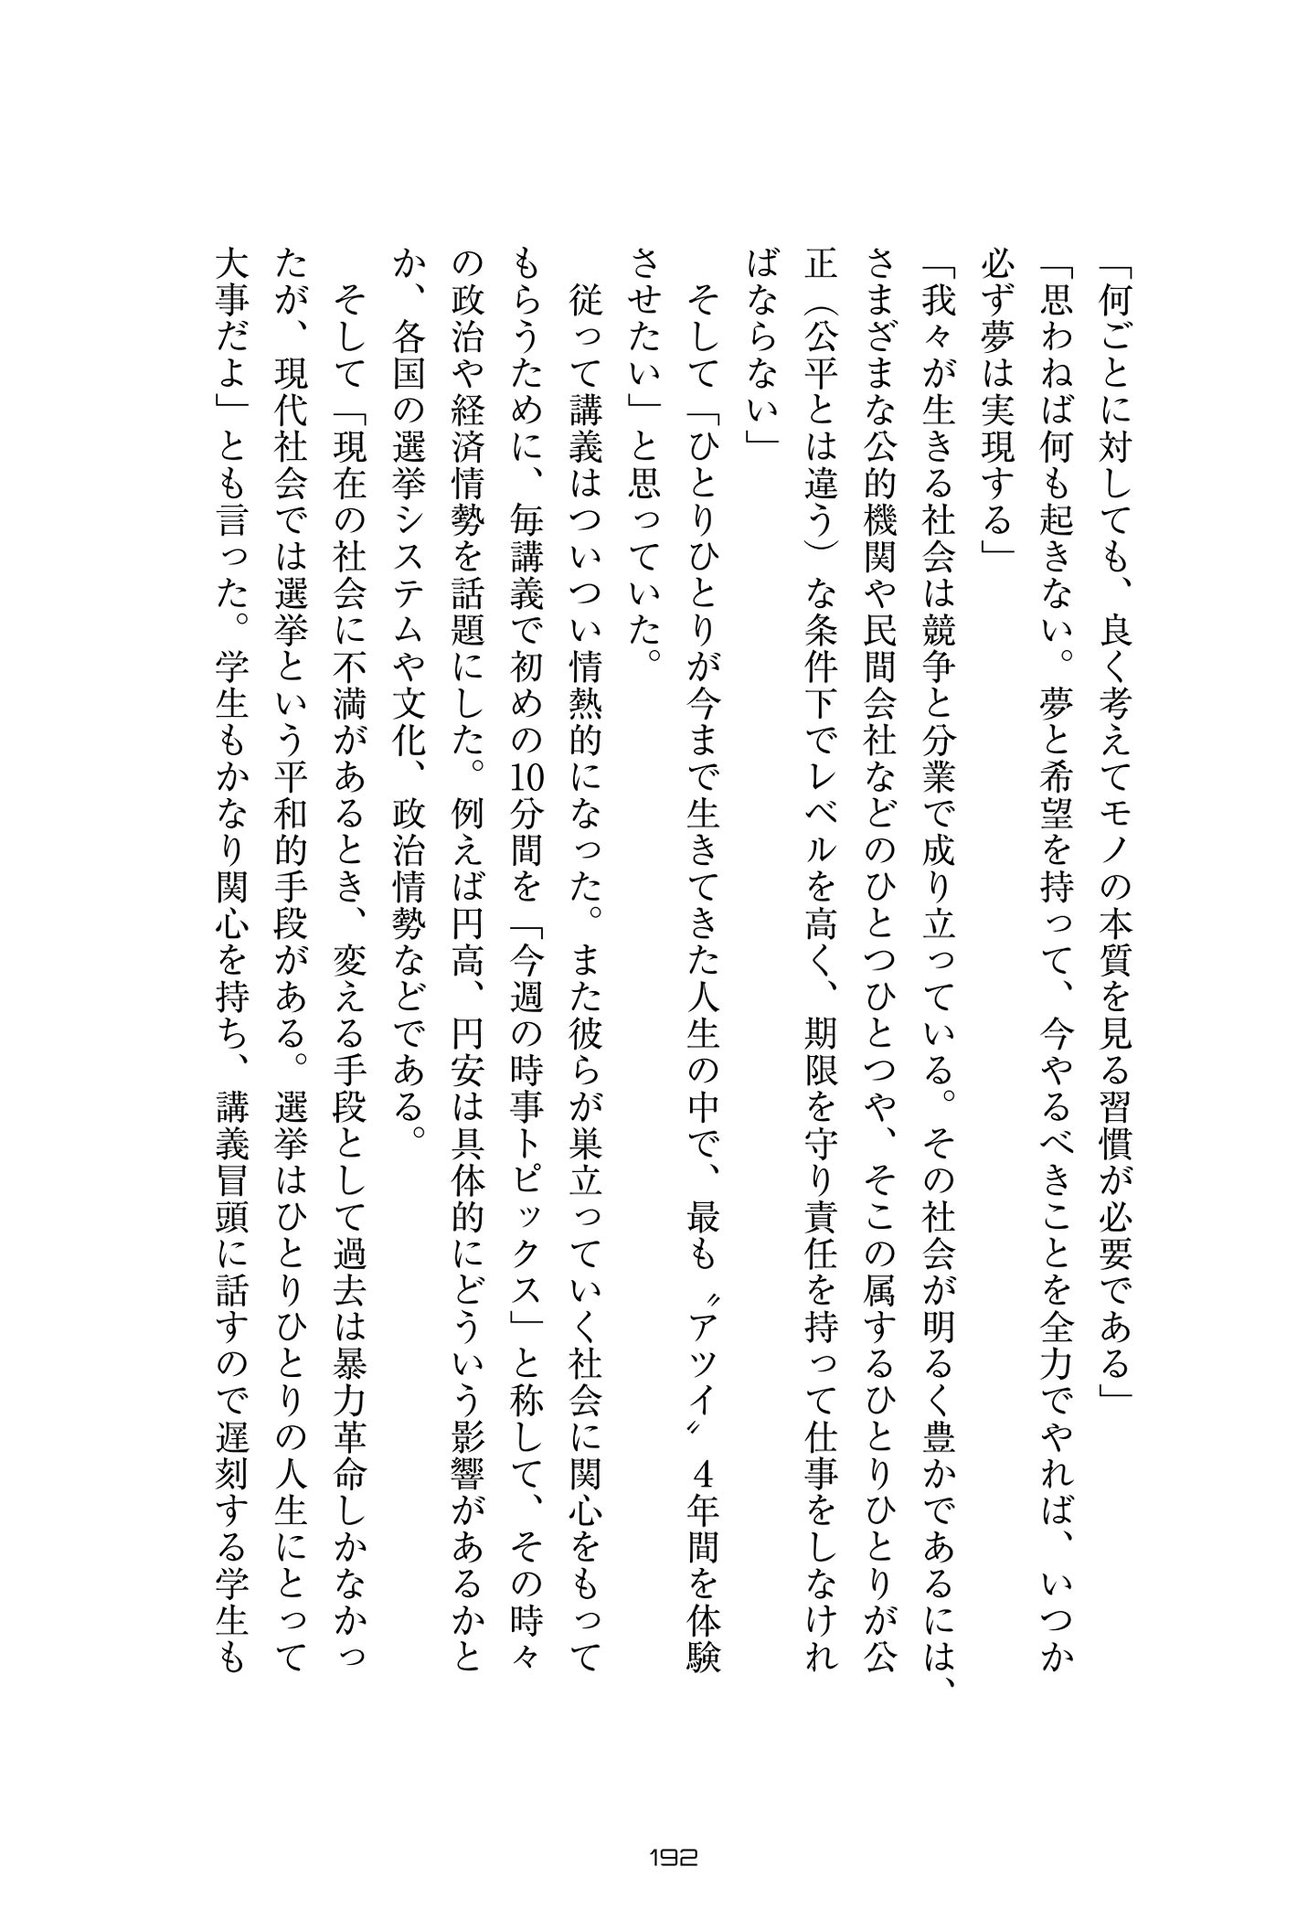 「何ごとに対しても、良く考えてモノの本質を見る習慣が必要である」
「思わねば何も起きない。夢と希望を持って、今やるべきことを全力でやれば、いつか
必ず夢は実現する」
「我々が生きる社会は競争と分業で成り立っている。その社会が明るく豊かであるには、
さまざまな公的機関や民間会社などのひとつひとつや、そこの属するひとりひとりが公
正（公平とは違う）な条件下でレベルを高く、期限を守り責任を持って仕事をしなけれ
ばならない」
　そして「ひとりひとりが今まで生きてきた人生の中で、最も〝アツイ〟４年間を体験
させたい」と思っていた。
　従って講義はついつい情熱的になった。また彼らが巣立っていく社会に関心をもって
もらうために、毎講義で初めの10分間を「今週の時事トピックス」と称して、その時々
の政治や経済情勢を話題にした。例えば円高、円安は具体的にどういう影響があるかと
か、各国の選挙システムや文化、政治情勢などである。
　そして「現在の社会に不満があるとき、変える手段として過去は暴力革命しかなかっ
たが、現代社会では選挙という平和的手段がある。選挙はひとりひとりの人生にとって
大事だよ」とも言った。学生もかなり関心を持ち、講義冒頭に話すので遅刻する学生も
192